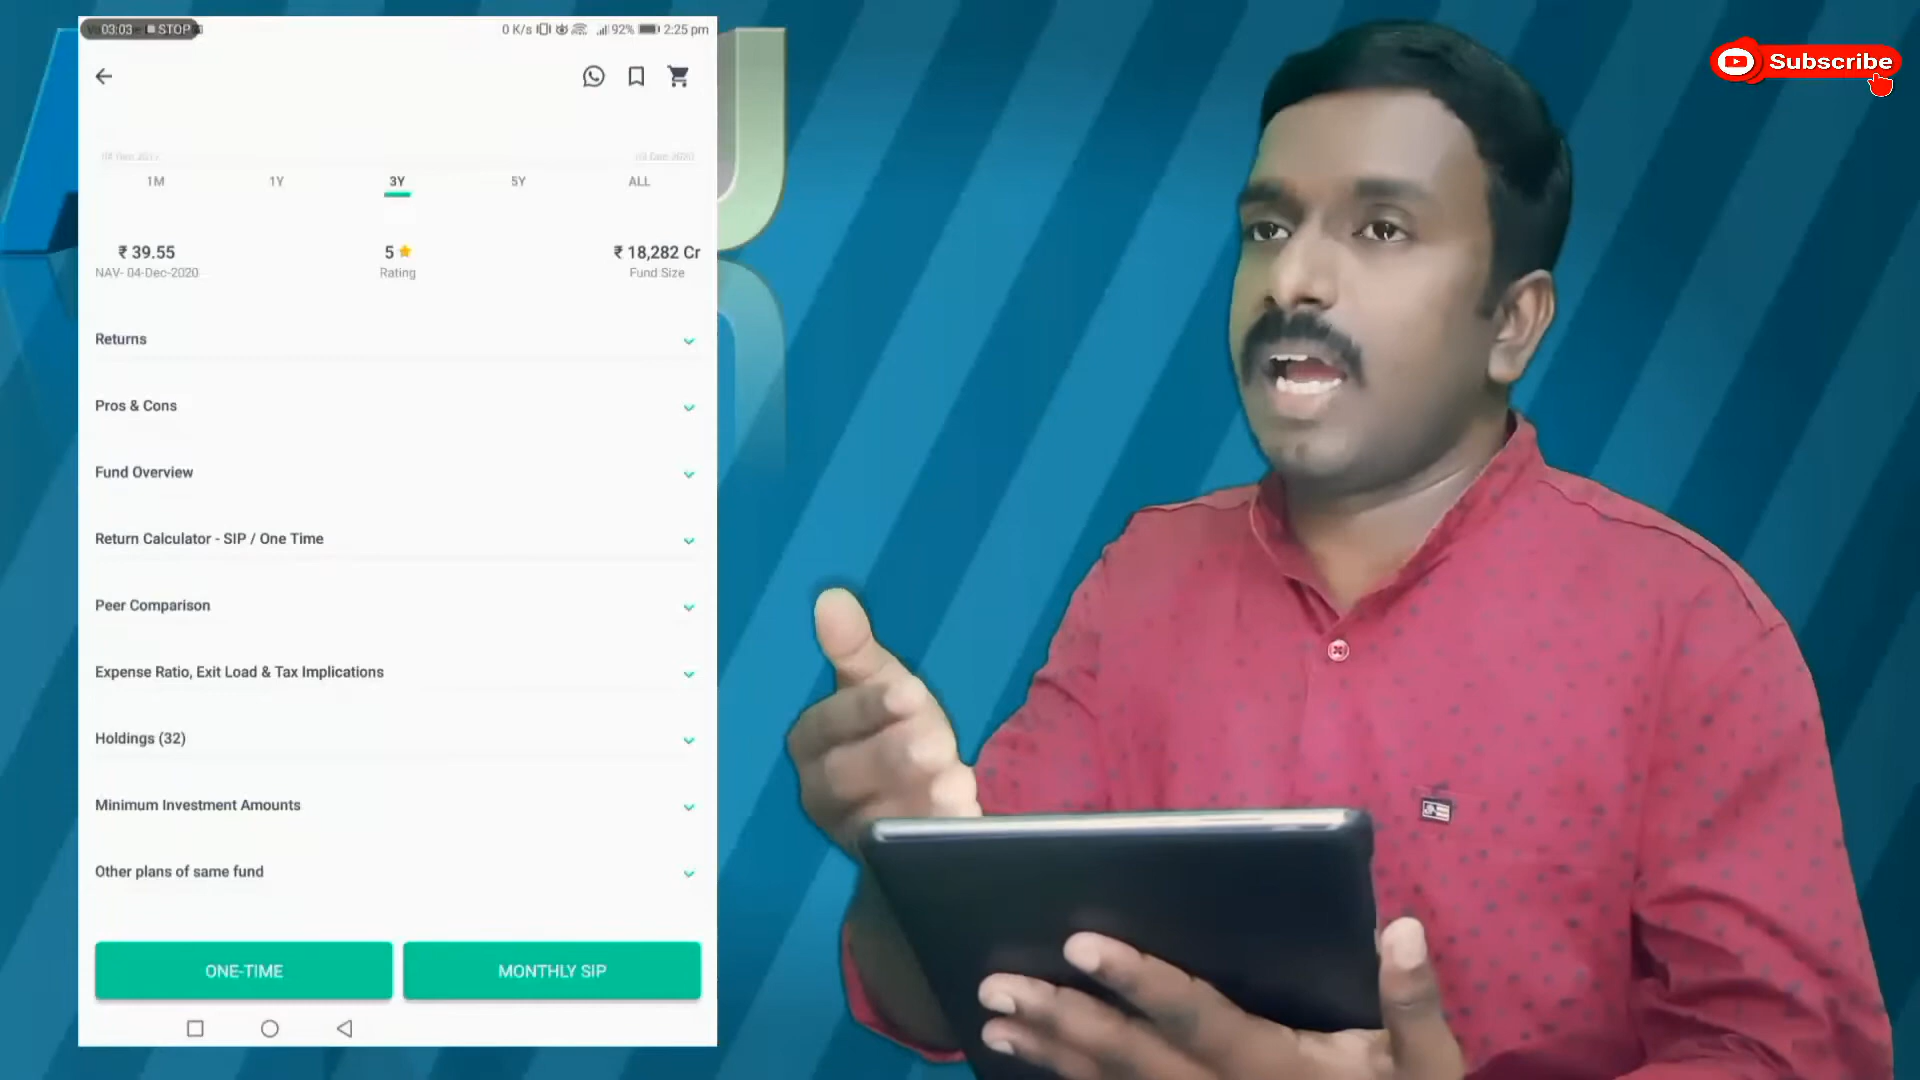 03:03 STOP
0 K/s 92% 2:25 pm
Subscribe
1M 1Y 3Y 5Y ALL
₹ 39.55 5 ₹ 18,282 Cr
NAV- 04-Dec-2020 Rating Fund Size
Returns
Pros & Cons
Fund Overview
Return Calculator - SIP / One Time
Peer Comparison
Expense Ratio, Exit Load & Tax Implications
Holdings (32)
Minimum Investment Amounts
Other plans of same fund
ONE-TIME MONTHLY SIP